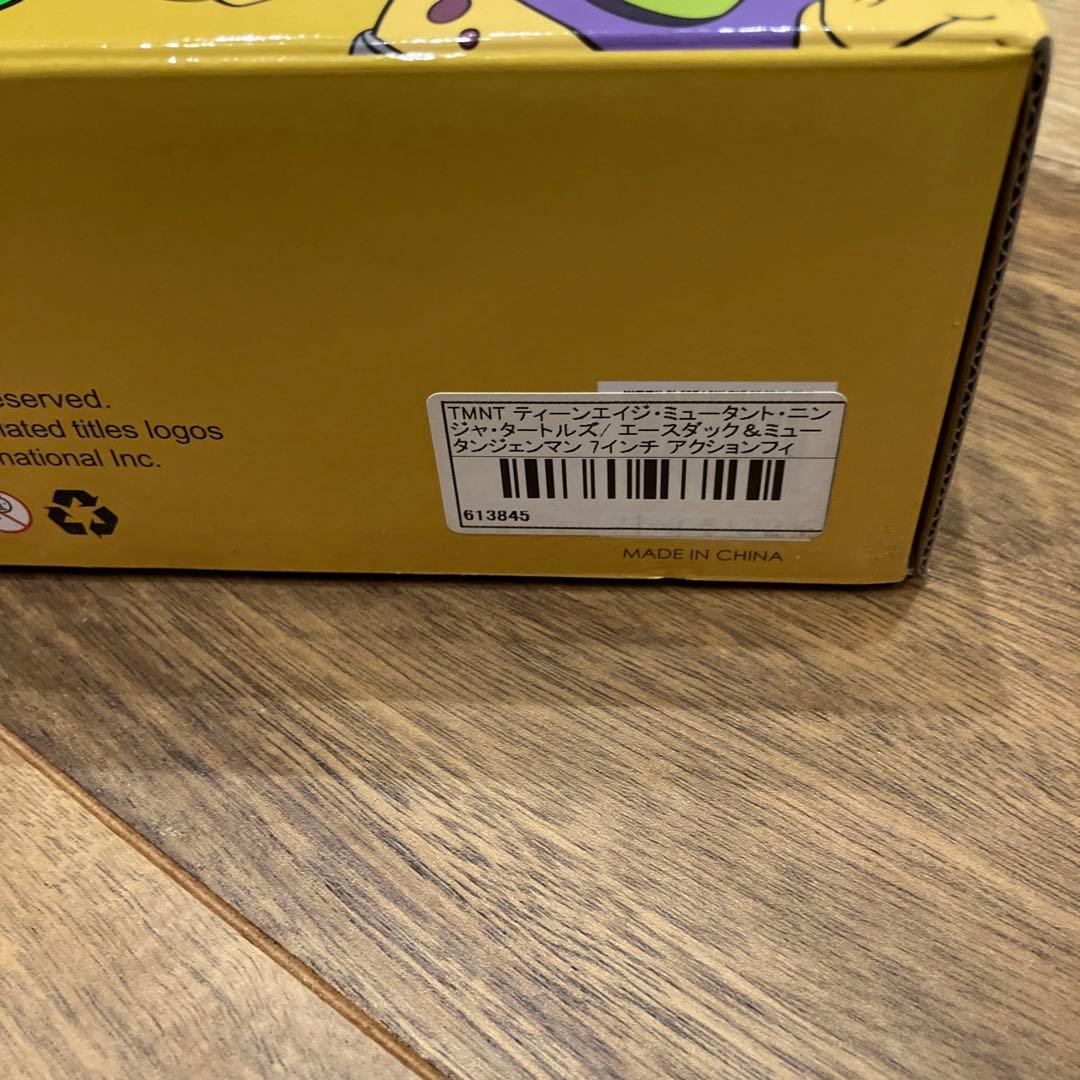 eserved.
lated titles logos
national Inc.
TMNT ティーンエイジ・ミュータント・ニン
ジャ・タートルズ/ エースダック＆ミュー
タンジェンマン 7インチ アクションフィ
613845
MADE IN CHINA